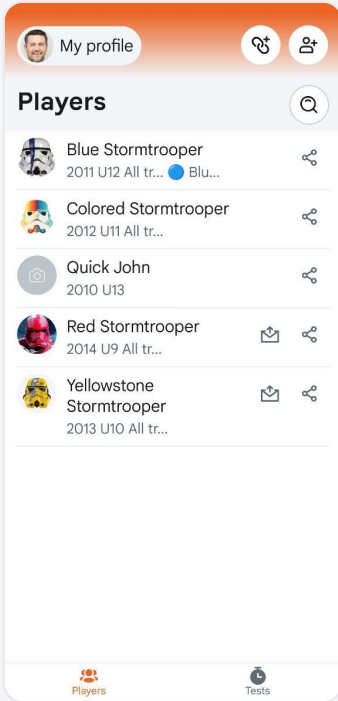 My profile
Players
Blue Stormtrooper
2011 U12 All tr... 🔵 Blu...
Colored Stormtrooper
2012 U11 All tr...
Quick John
2010 U13
Red Stormtrooper
2014 U9 All tr...
Yellowstone
Stormtrooper
2013 U10 All tr...
Players
Tests